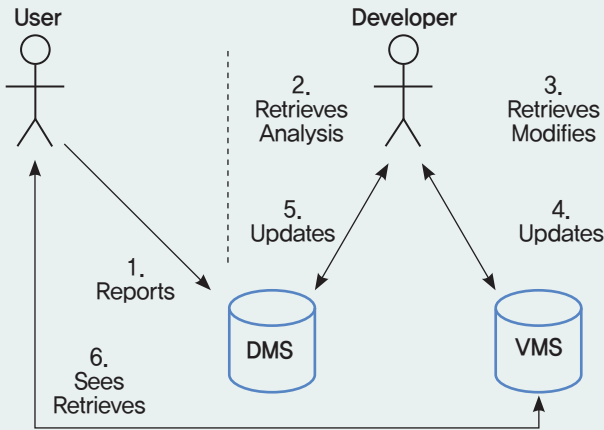 User
Developer
2.
Retrieves
Analysis
3.
Retrieves
Modifies
5.
Updates
4.
Updates
1.
Reports
DMS
VMS
6.
Sees
Retrieves